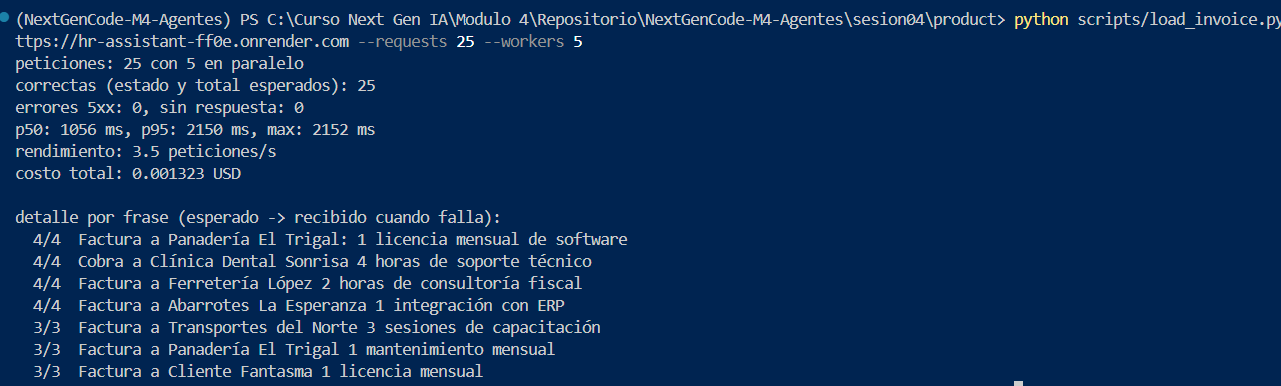 (NextGenCode-M4-Agentes) PS C:\Curso Next Gen IA\Modulo 4\Repositorio\NextGenCode-M4-Agentes\sesion04\product> python scripts/load_invoice.py
ttps://hr-assistant-ff0e.onrender.com --requests 25 --workers 5
peticiones: 25 con 5 en paralelo
correctas (estado y total esperados): 25
errores 5xx: 0, sin respuesta: 0
p50: 1056 ms, p95: 2150 ms, max: 2152 ms
rendimiento: 3.5 peticiones/s
costo total: 0.001323 USD
detalle por frase (esperado -> recibido cuando falla):
4/4  Factura a Panadería El Trigal: 1 licencia mensual de software
4/4  Cobra a Clínica Dental Sonrisa 4 horas de soporte técnico
4/4  Factura a Ferretería López 2 horas de consultoría fiscal
4/4  Factura a Abarrotes La Esperanza 1 integración con ERP
3/3  Factura a Transportes del Norte 3 sesiones de capacitación
3/3  Factura a Panadería El Trigal 1 mantenimiento mensual
3/3  Factura a Cliente Fantasma 1 licencia mensual